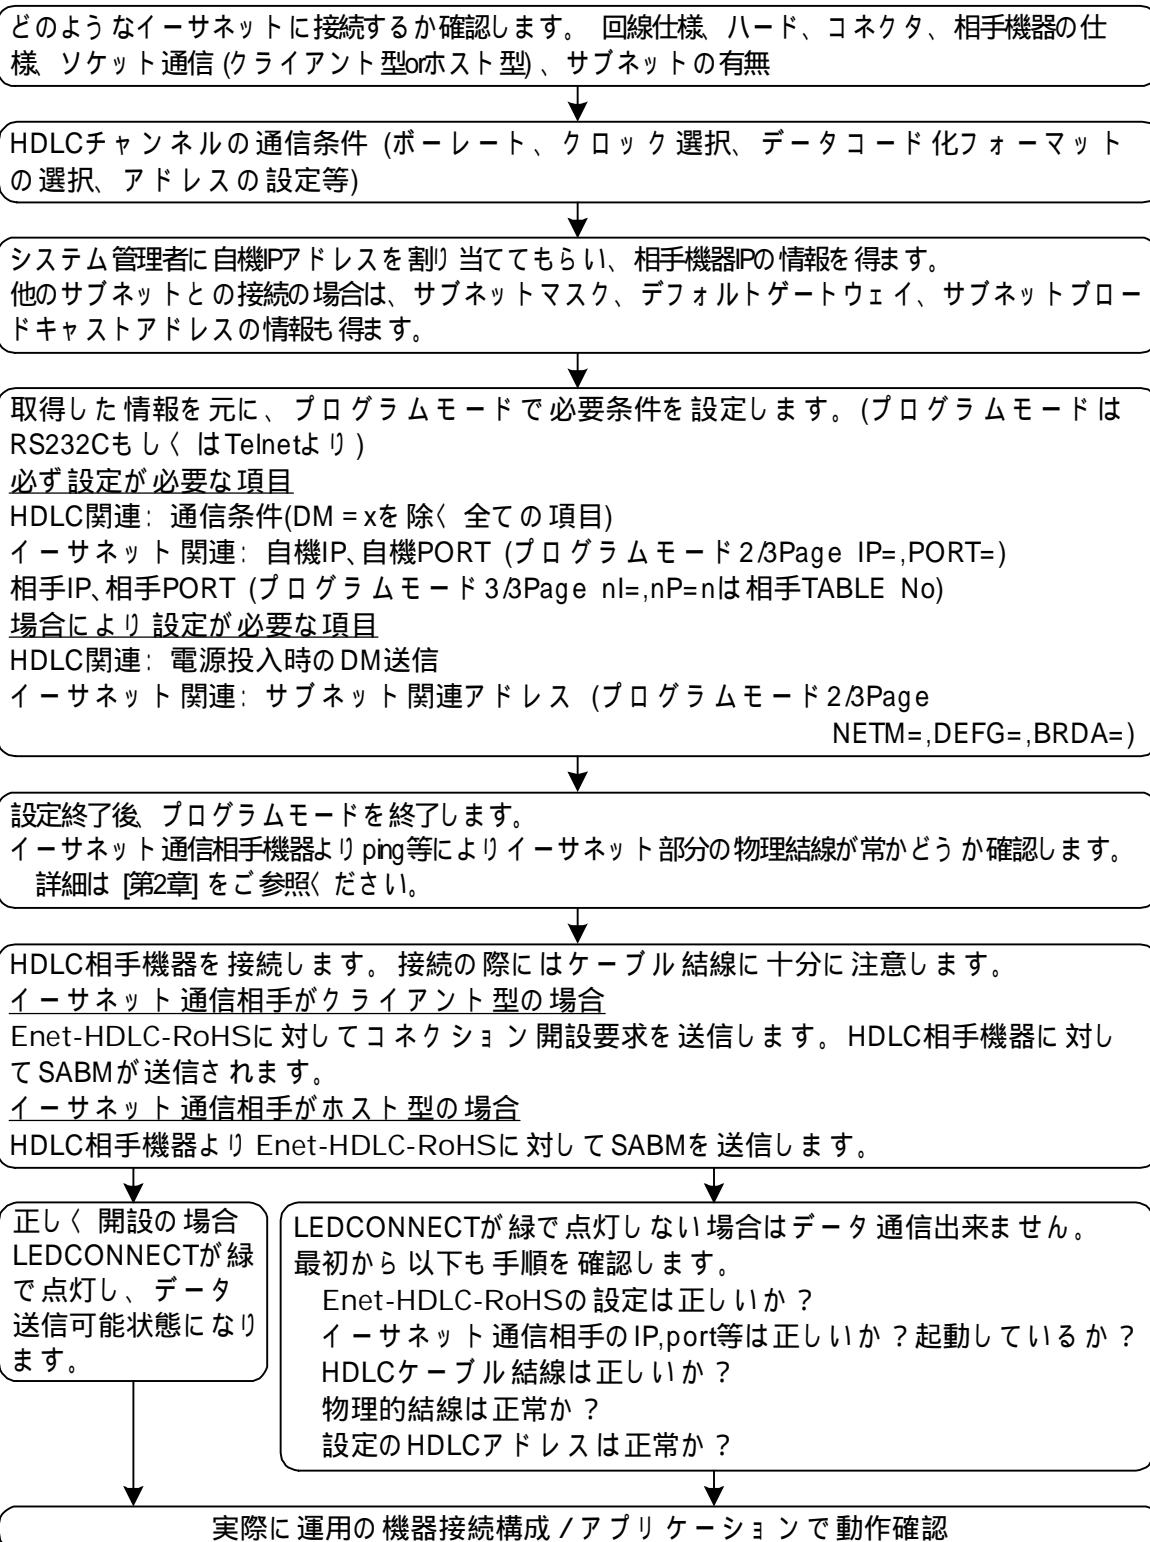 どのようなイーサネットに接続するか確認します。 回線仕様、ハード、コネクタ、相手機器の仕
様、ソケット通信 (クライアント型orホスト型) 、サブネットの有無
HDLCチャンネルの通信条件 (ボーレート、クロック選択、データコード化フォーマット
の選択、アドレスの設定等)
システム管理者に自機IPアドレスを割り当ててもらい、相手機器IPの情報を得ます。
他のサブネットとの接続の場合は、サブネットマスク、デフォルトゲートウェイ、サブネットブロー
ドキャストアドレスの情報も得ます。
取得した情報を元に、プログラムモードで必要条件を設定します。(プログラムモードは
RS232CもしくはTelnetより)
必ず設定が必要な項目
HDLC関連: 通信条件(DM=xを除く全ての項目)
イーサネット関連: 自機IP、自機PORT (プログラムモード2/3Page IP=,PORT=)
相手IP、相手PORT (プログラムモード3/3Page nI=,nP=nは相手TABLE No)
場合により設定が必要な項目
HDLC関連: 電源投入時のDM送信
イーサネット関連: サブネット関連アドレス (プログラムモード2/3Page
NETM=,DEFG=,BRDA=)
設定終了後、プログラムモードを終了します。
イーサネット通信相手機器よりping等によりイーサネット部分の物理結線が常かどうか確認します。
詳細は [第2章] をご参照ください。
HDLC相手機器を接続します。接続の際にはケーブル結線に十分に注意します。
イーサネット通信相手がクライアント型の場合
Enet-HDLC-RoHSに対してコネクション開設要求を送信します。HDLC相手機器に対し
てSABMが送信されます。
イーサネット通信相手がホスト型の場合
HDLC相手機器よりEnet-HDLC-RoHSに対してSABMを送信します。
正しく開設の場合
LEDCONNECTが緑
で点灯し、データ
送信可能状態になり
ます。
LEDCONNECTが緑で点灯しない場合はデータ通信出来ません。
最初から以下も手順を確認します。
Enet-HDLC-RoHSの設定は正しいか?
イーサネット通信相手のIP,port等は正しいか?起動しているか?
HDLCケーブル結線は正しいか?
物理的結線は正常か?
設定のHDLCアドレスは正常か?
実際に運用の機器接続構成/アプリケーションで動作確認